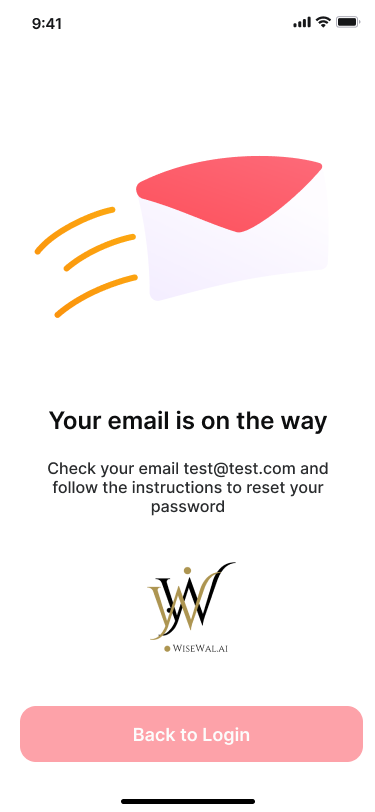 9:41
Your email is on the way
Check your email test@test.com and
follow the instructions to reset your
password
WiseWal.ai
Back to Login